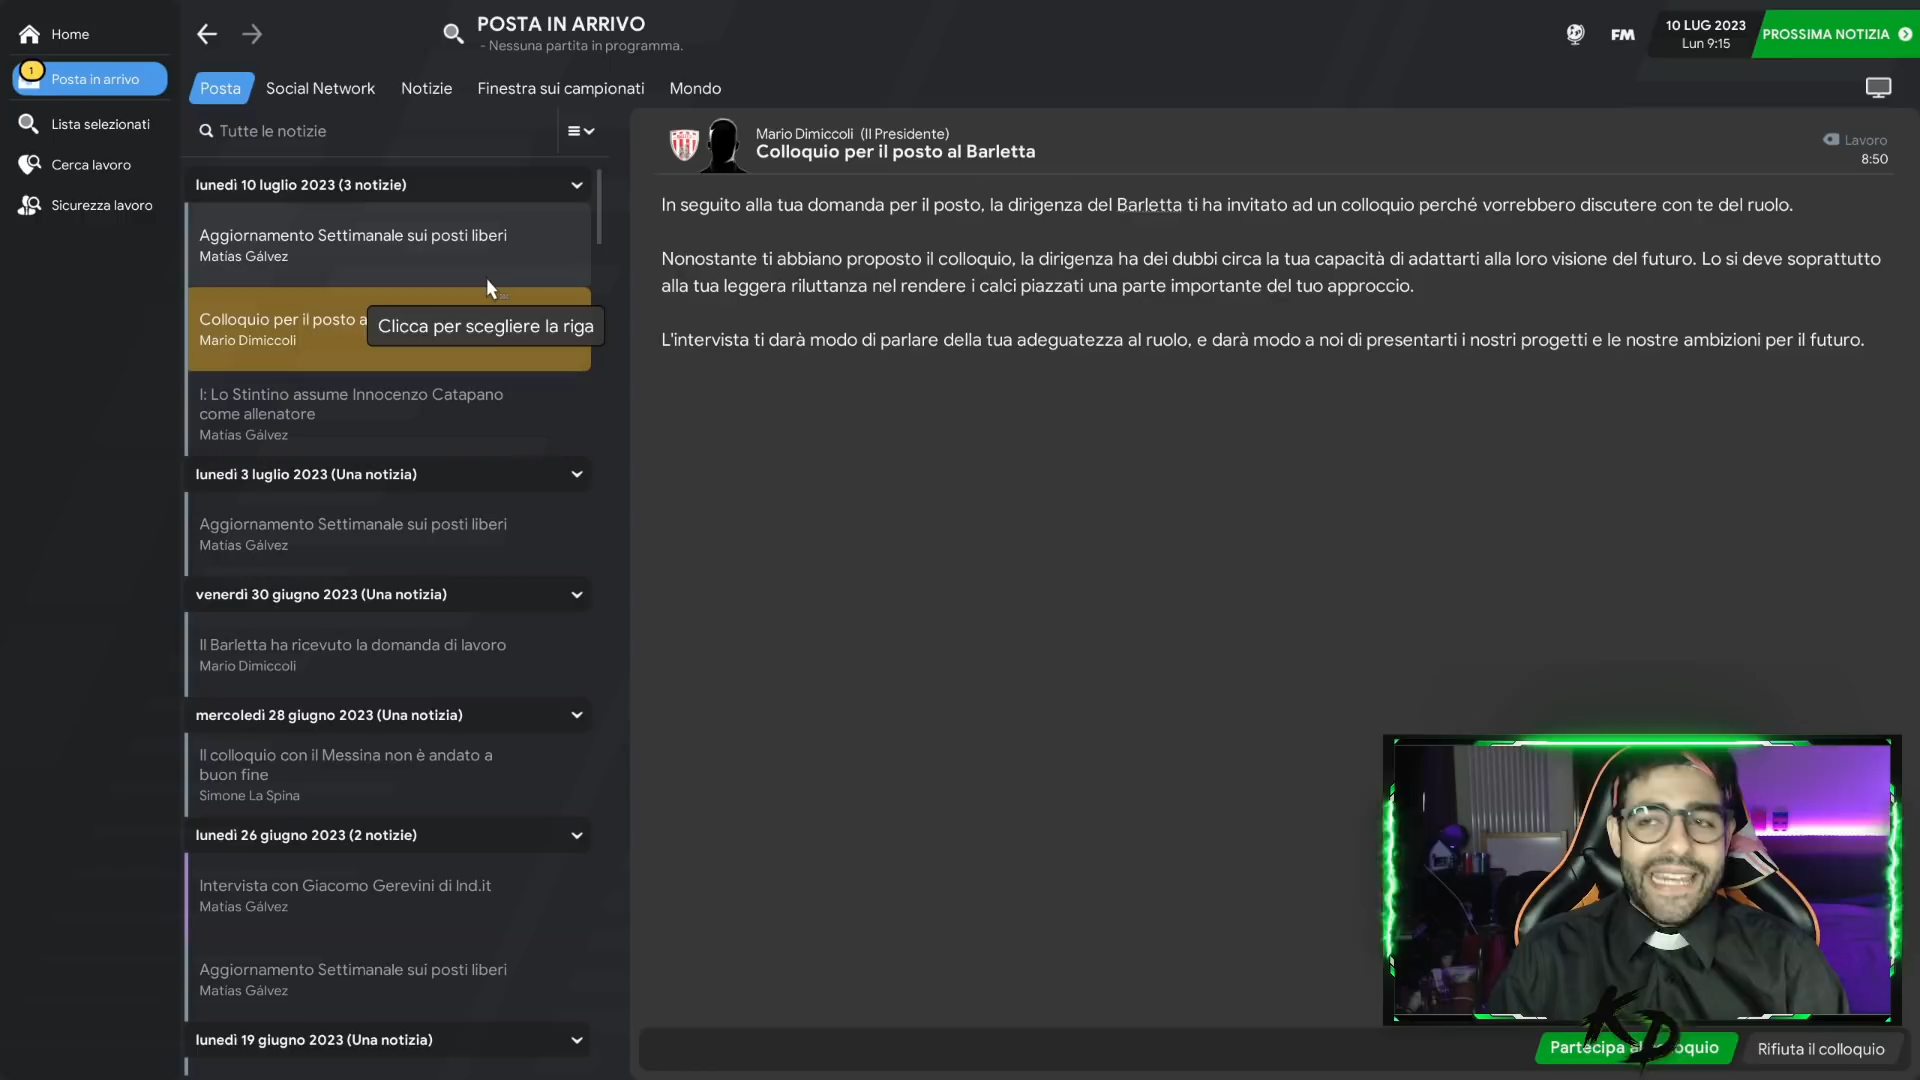 Home
1
Posta in arrivo
Lista selezionati
Cerca lavoro
Sicurezza lavoro
POSTA IN ARRIVO
- Nessuna partita in programma.
FM
10 LUG 2023
Lun 9:15
PROSSIMA NOTIZIA
Posta
Social Network
Notizie
Finestra sui campionati
Mondo
Tutte le notizie
lunedì 10 luglio 2023 (3 notizie)
Aggiornamento Settimanale sui posti liberi
Matías Gálvez
Colloquio per il posto a
Mario Dimiccoli
Clicca per scegliere la riga
I: Lo Stintino assume Innocenzo Catapano
come allenatore
Matías Gálvez
lunedì 3 luglio 2023 (Una notizia)
Aggiornamento Settimanale sui posti liberi
Matías Gálvez
venerdì 30 giugno 2023 (Una notizia)
Il Barletta ha ricevuto la domanda di lavoro
Mario Dimiccoli
mercoledì 28 giugno 2023 (Una notizia)
Il colloquio con il Messina non è andato a
buon fine
Simone La Spina
lunedì 26 giugno 2023 (2 notizie)
Intervista con Giacomo Gerevini di Ind.it
Matías Gálvez
Aggiornamento Settimanale sui posti liberi
Matías Gálvez
lunedì 19 giugno 2023 (Una notizia)
Mario Dimiccoli (Il Presidente)
Colloquio per il posto al Barletta
Lavoro
8:50
In seguito alla tua domanda per il posto, la dirigenza del Barletta ti ha invitato ad un colloquio perché vorrebbero discutere con te del ruolo.
Nonostante ti abbiano proposto il colloquio, la dirigenza ha dei dubbi circa la tua capacità di adattarti alla loro visione del futuro. Lo si deve soprattutto
alla tua leggera riluttanza nel rendere i calci piazzati una parte importante del tuo approccio.
L'intervista ti darà modo di parlare della tua adeguatezza al ruolo, e darà modo a noi di presentarti i nostri progetti e le nostre ambizioni per il futuro.
KD
Partecipa al quio
Rifiuta il colloquio